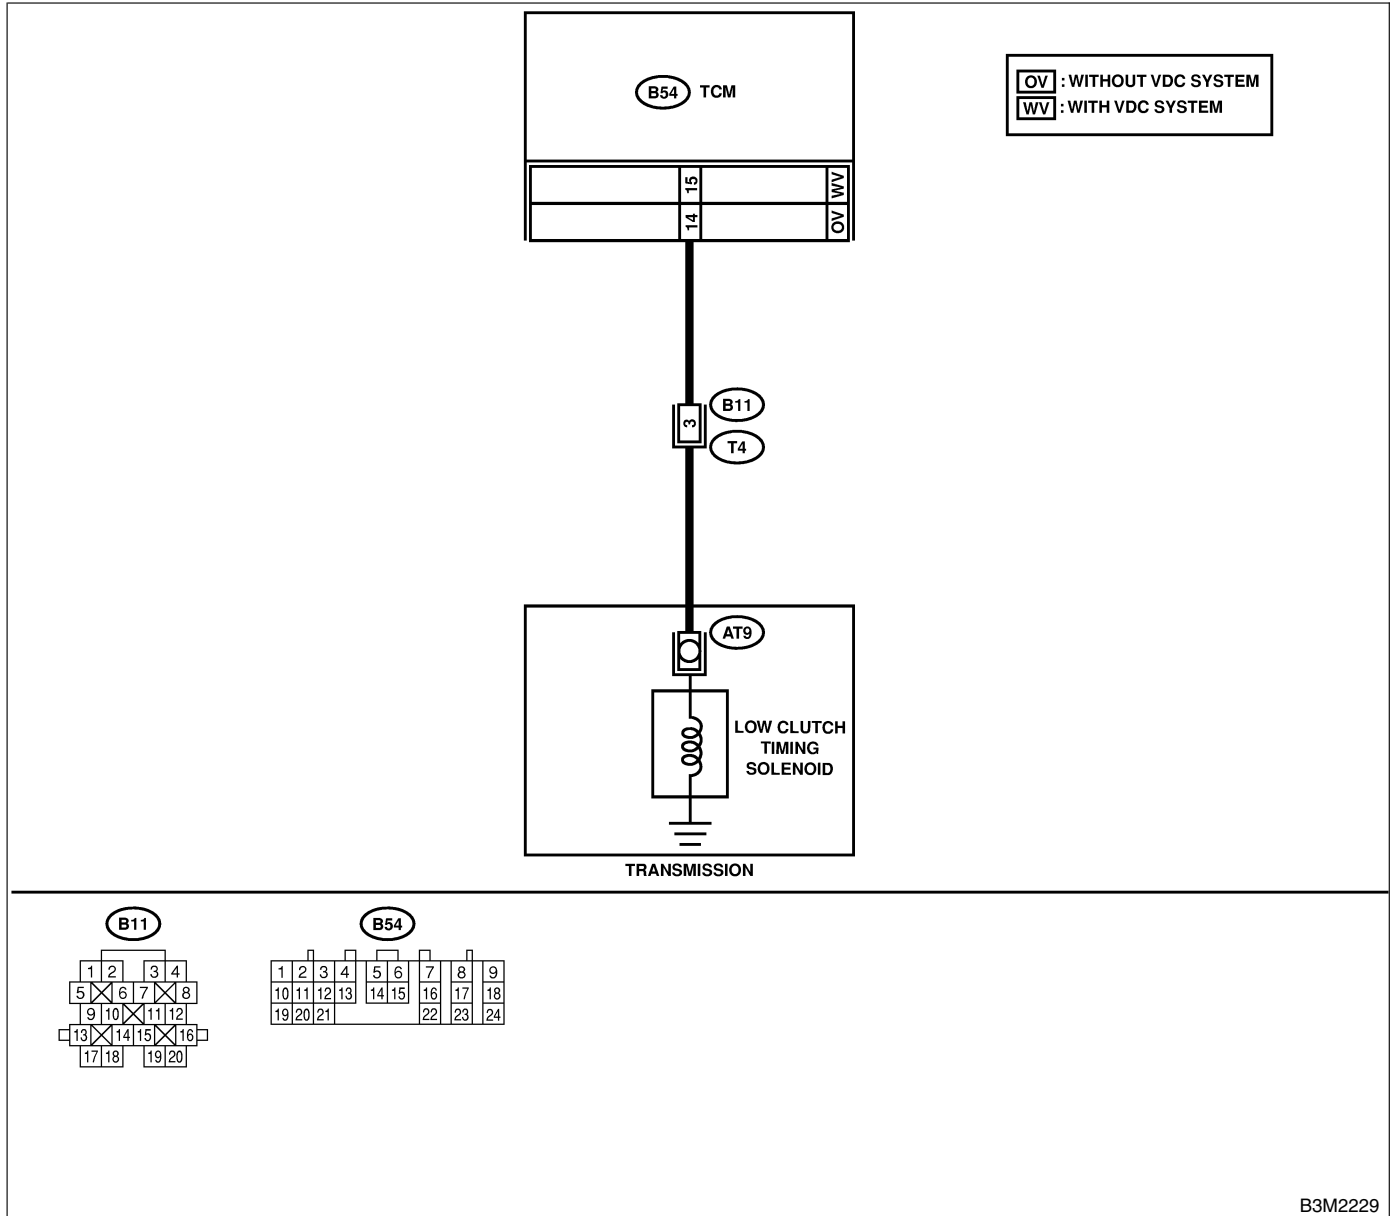 B54 TCM
OV : WITHOUT VDC SYSTEM
WV : WITH VDC SYSTEM
15 WV
14 OV
B11
3
T4
AT9
LOW CLUTCH
TIMING
SOLENOID
TRANSMISSION
B11
1 2 3 4
5 6 7 8
9 10 11 12
13 14 15 16
17 18 19 20
B54
1 2 3 4 5 6 7 8 9
10 11 12 13 14 15 16 17 18
19 20 21 22 23 24
B3M2229